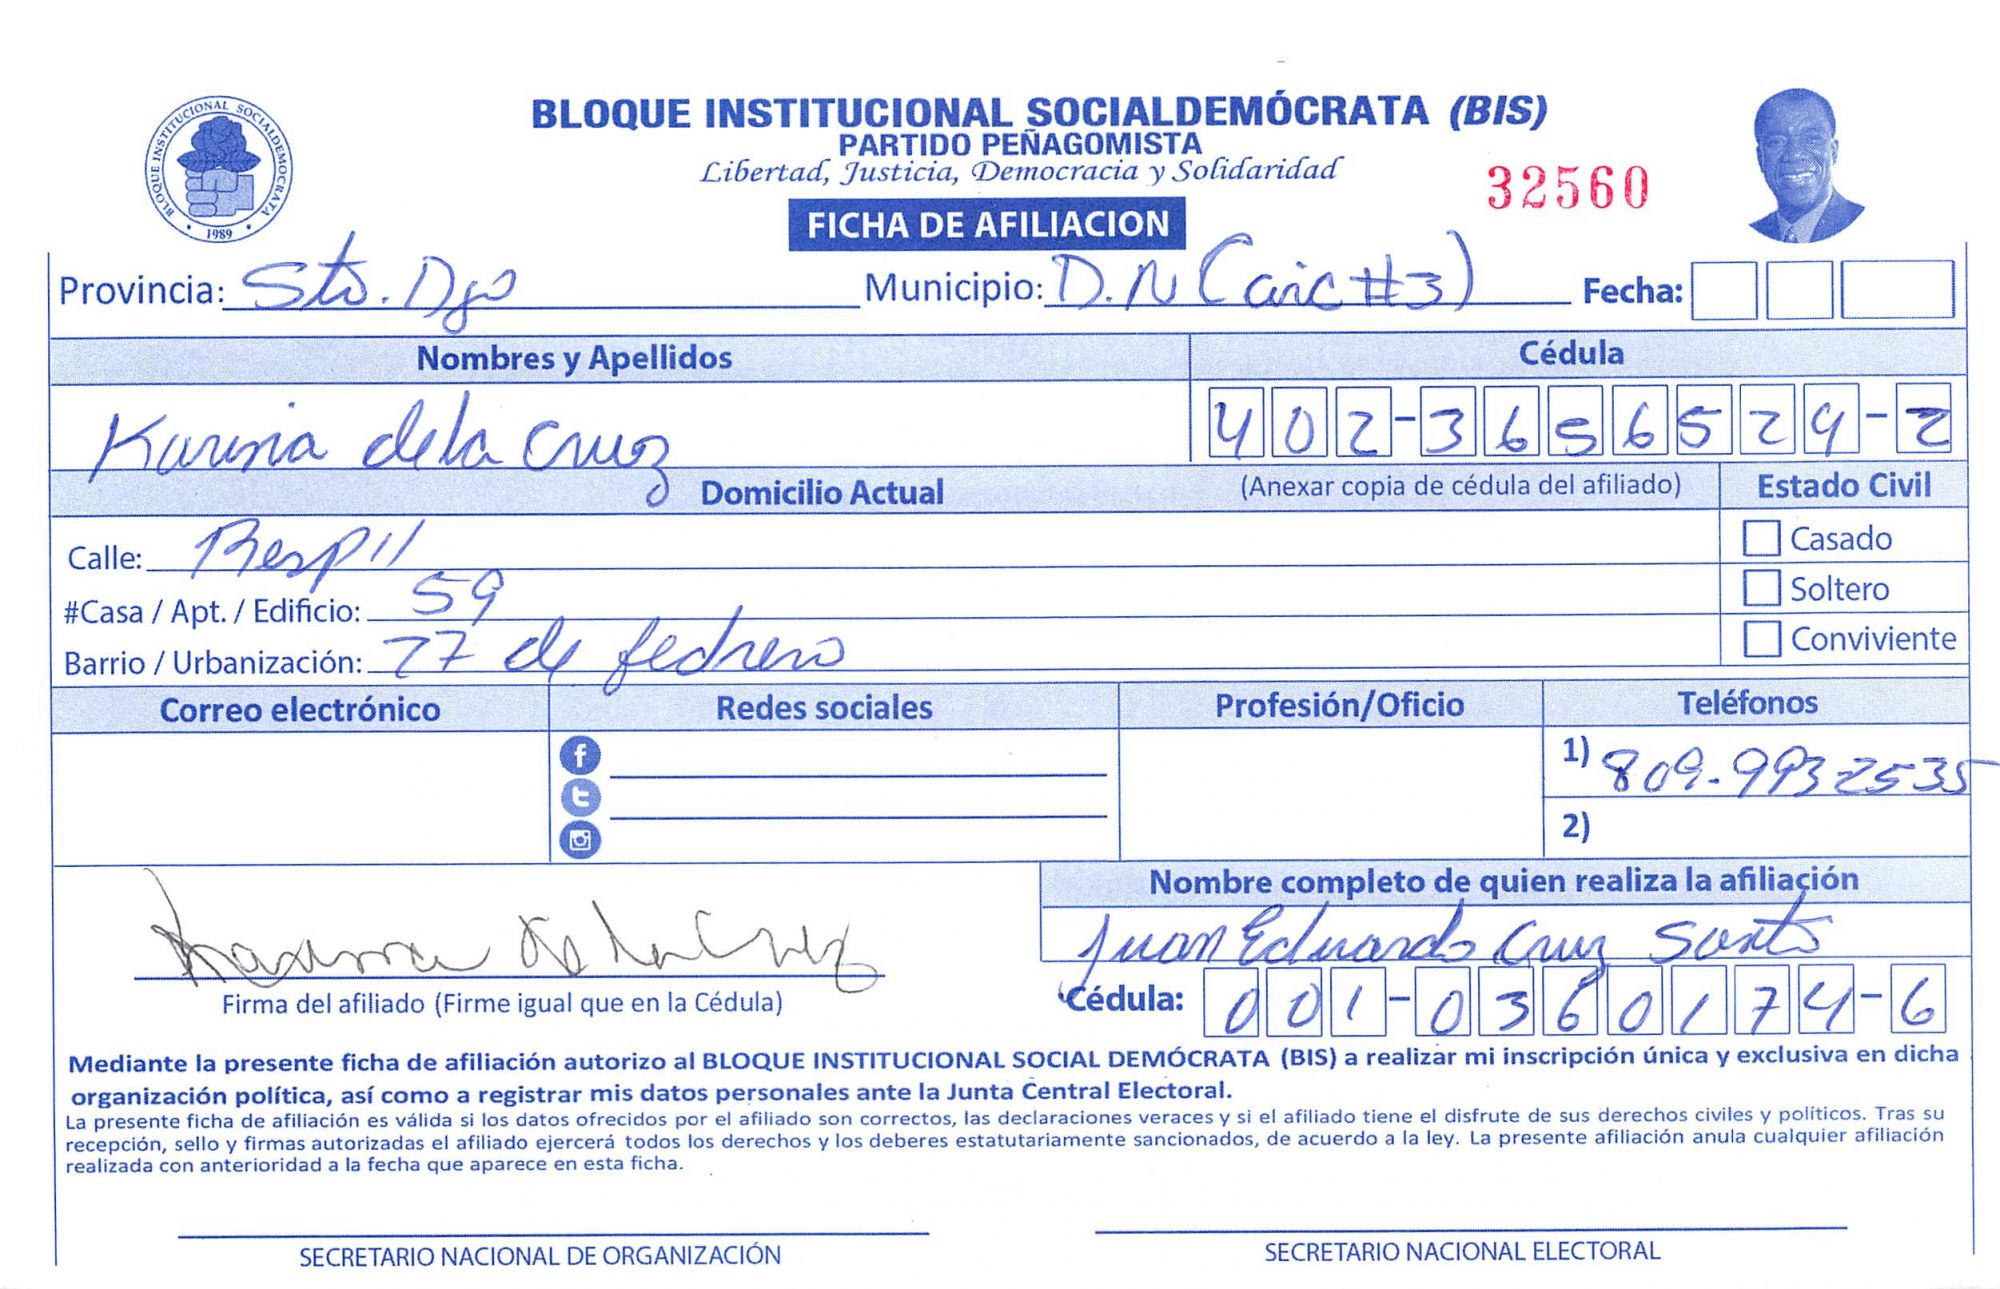 BLOQUE INSTITUCIONAL SOCIALDEMOCRATA
1989
BLOQUE INSTITUCIONAL SOCIALDEMÓCRATA (BIS)
PARTIDO PEÑAGOMISTA
Libertad, Justicia, Democracia y Solidaridad
32560
FICHA DE AFILIACION
Provincia: Sto. Dgo Municipio: D.N (circ #3) Fecha:
Nombres y Apellidos Cédula
Karina dela Cruz 402-3656529-2
Domicilio Actual (Anexar copia de cédula del afiliado) Estado Civil
Calle: Casado
#Casa / Apt. / Edificio: 59 Soltero
Barrio / Urbanización: 27 de febrero Conviviente
Correo electrónico Redes sociales Profesión/Oficio Teléfonos
1) 809-993-2535
2)
Nombre completo de quien realiza la afiliación
Juan Eduardo Cruz Santo
Karina De la Cruz
Firma del afiliado (Firme igual que en la Cédula) Cédula: 001-0360174-6
Mediante la presente ficha de afiliación autorizo al BLOQUE INSTITUCIONAL SOCIAL DEMÓCRATA (BIS) a realizar mi inscripción única y exclusiva en dicha
organización política, así como a registrar mis datos personales ante la Junta Central Electoral.
La presente ficha de afiliación es válida si los datos ofrecidos por el afiliado son correctos, las declaraciones veraces y si el afiliado tiene el disfrute de sus derechos civiles y políticos. Tras su
recepción, sello y firmas autorizadas el afiliado ejercerá todos los derechos y los deberes estatutariamente sancionados, de acuerdo a la ley. La presente afiliación anula cualquier afiliación
realizada con anterioridad a la fecha que aparece en esta ficha.
SECRETARIO NACIONAL DE ORGANIZACIÓN SECRETARIO NACIONAL ELECTORAL